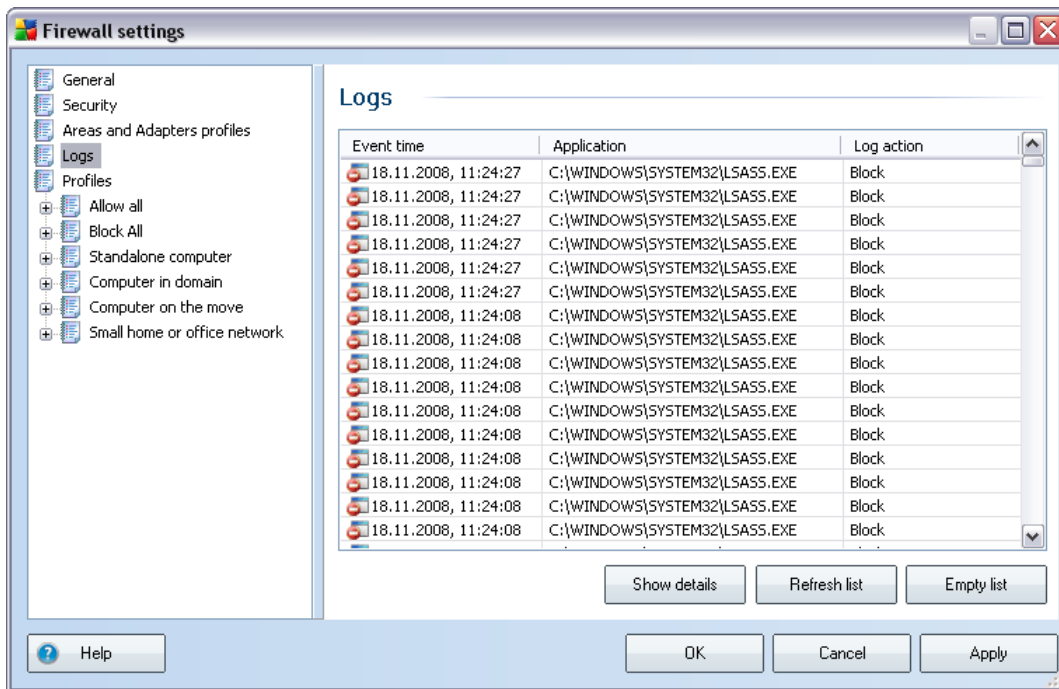 Firewall settings
General
Security
Areas and Adapters profiles
Logs
Profiles
Allow all
Block All
Standalone computer
Computer in domain
Computer on the move
Small home or office network
Logs
Event time Application Log action
18.11.2008, 11:24:27 C:\WINDOWS\SYSTEM32\LSASS.EXE Block
18.11.2008, 11:24:27 C:\WINDOWS\SYSTEM32\LSASS.EXE Block
18.11.2008, 11:24:27 C:\WINDOWS\SYSTEM32\LSASS.EXE Block
18.11.2008, 11:24:27 C:\WINDOWS\SYSTEM32\LSASS.EXE Block
18.11.2008, 11:24:27 C:\WINDOWS\SYSTEM32\LSASS.EXE Block
18.11.2008, 11:24:27 C:\WINDOWS\SYSTEM32\LSASS.EXE Block
18.11.2008, 11:24:08 C:\WINDOWS\SYSTEM32\LSASS.EXE Block
18.11.2008, 11:24:08 C:\WINDOWS\SYSTEM32\LSASS.EXE Block
18.11.2008, 11:24:08 C:\WINDOWS\SYSTEM32\LSASS.EXE Block
18.11.2008, 11:24:08 C:\WINDOWS\SYSTEM32\LSASS.EXE Block
18.11.2008, 11:24:08 C:\WINDOWS\SYSTEM32\LSASS.EXE Block
18.11.2008, 11:24:08 C:\WINDOWS\SYSTEM32\LSASS.EXE Block
18.11.2008, 11:24:08 C:\WINDOWS\SYSTEM32\LSASS.EXE Block
18.11.2008, 11:24:08 C:\WINDOWS\SYSTEM32\LSASS.EXE Block
18.11.2008, 11:24:08 C:\WINDOWS\SYSTEM32\LSASS.EXE Block
18.11.2008, 11:24:08 C:\WINDOWS\SYSTEM32\LSASS.EXE Block
Show details Refresh list Empty list
Help OK Cancel Apply